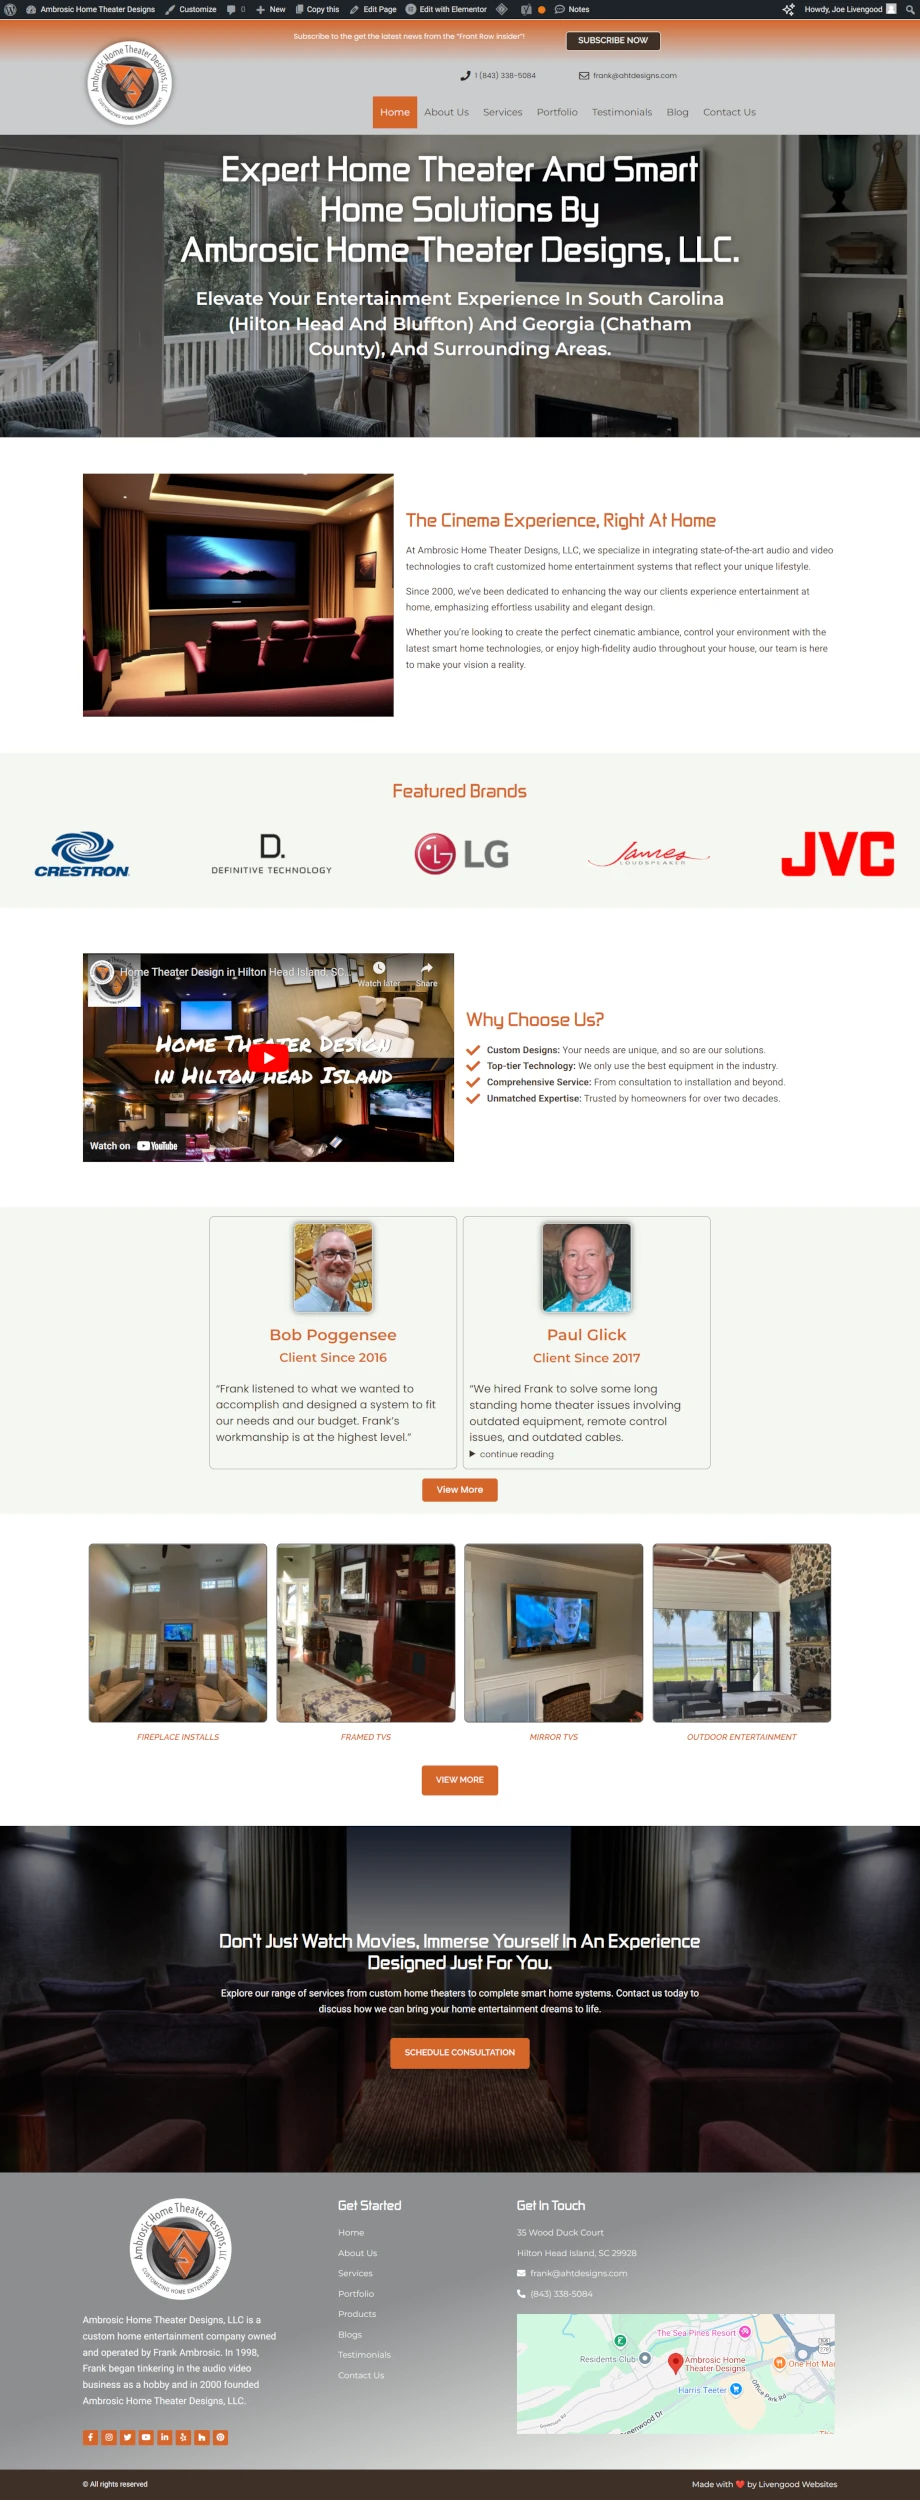 Ambrosic Home Theater Designs Customize 0 New Copy this Edit Page Edit with Elementor Notes Howdy, Joe Livengood
Subscribe to the get the latest news from the "Front Row insider"! SUBSCRIBE NOW
1 (843) 338-5084 frank@ahtdesigns.com
Ambrosic Home Theater Designs, LLC
CUSTOMIZING HOME ENTERTAINMENT
Home About Us Services Portfolio Testimonials Blog Contact Us
Expert Home Theater And Smart
Home Solutions By
Ambrosic Home Theater Designs, LLC.
Elevate Your Entertainment Experience In South Carolina
(Hilton Head And Bluffton) And Georgia (Chatham
County), And Surrounding Areas.
The Cinema Experience, Right At Home
At Ambrosic Home Theater Designs, LLC, we specialize in integrating state-of-the-art audio and video
technologies to craft customized home entertainment systems that reflect your unique lifestyle.
Since 2000, we've been dedicated to enhancing the way our clients experience entertainment at
home, emphasizing effortless usability and elegant design.
Whether you're looking to create the perfect cinematic ambiance, control your environment with the
latest smart home technologies, or enjoy high-fidelity audio throughout your house, our team is here
to make your vision a reality.
Featured Brands
CRESTRON
D.
DEFINITIVE TECHNOLOGY
LG
James
LOUDSPEAKER
JVC
Home Theater Design in Hilton Head Island, SC...
Watch later Share
HOME THEATER DESIGN
IN HILTON HEAD ISLAND
Watch on YouTube
Why Choose Us?
Custom Designs: Your needs are unique, and so are our solutions.
Top-tier Technology: We only use the best equipment in the industry.
Comprehensive Service: From consultation to installation and beyond.
Unmatched Expertise: Trusted by homeowners for over two decades.
Bob Poggensee
Client Since 2016
"Frank listened to what we wanted to
accomplish and designed a system to fit
our needs and our budget. Frank's
workmanship is at the highest level."
Paul Glick
Client Since 2017
"We hired Frank to solve some long
standing home theater issues involving
outdated equipment, remote control
issues, and outdated cables.
continue reading
View More
FIREPLACE INSTALLS FRAMED TVS MIRROR TVS OUTDOOR ENTERTAINMENT
VIEW MORE
Don't Just Watch Movies, Immerse Yourself In An Experience
Designed Just For You.
Explore our range of services from custom home theaters to complete smart home systems. Contact us today to
discuss how we can bring your home entertainment dreams to life.
SCHEDULE CONSULTATION
Ambrosic Home Theater Designs, LLC
CUSTOMIZING HOME ENTERTAINMENT
Ambrosic Home Theater Designs, LLC is a
custom home entertainment company owned
and operated by Frank Ambrosic. In 1998,
Frank began tinkering in the audio video
business as a hobby and in 2000 founded
Ambrosic Home Theater Designs, LLC.
Get Started
Home
About Us
Services
Portfolio
Products
Blogs
Testimonials
Contact Us
Get In Touch
35 Wood Duck Court
Hilton Head Island, SC 29928
frank@ahtdesigns.com
(843) 338-5084
The Sea Pines Resort
Residents Club
Ambrosic Home
Theater Designs
One Hot Ma
278
Harris Teeter
Office Park Rd
Greenwood Dr
© All rights reserved
Made with ❤️ by Livengood Websites